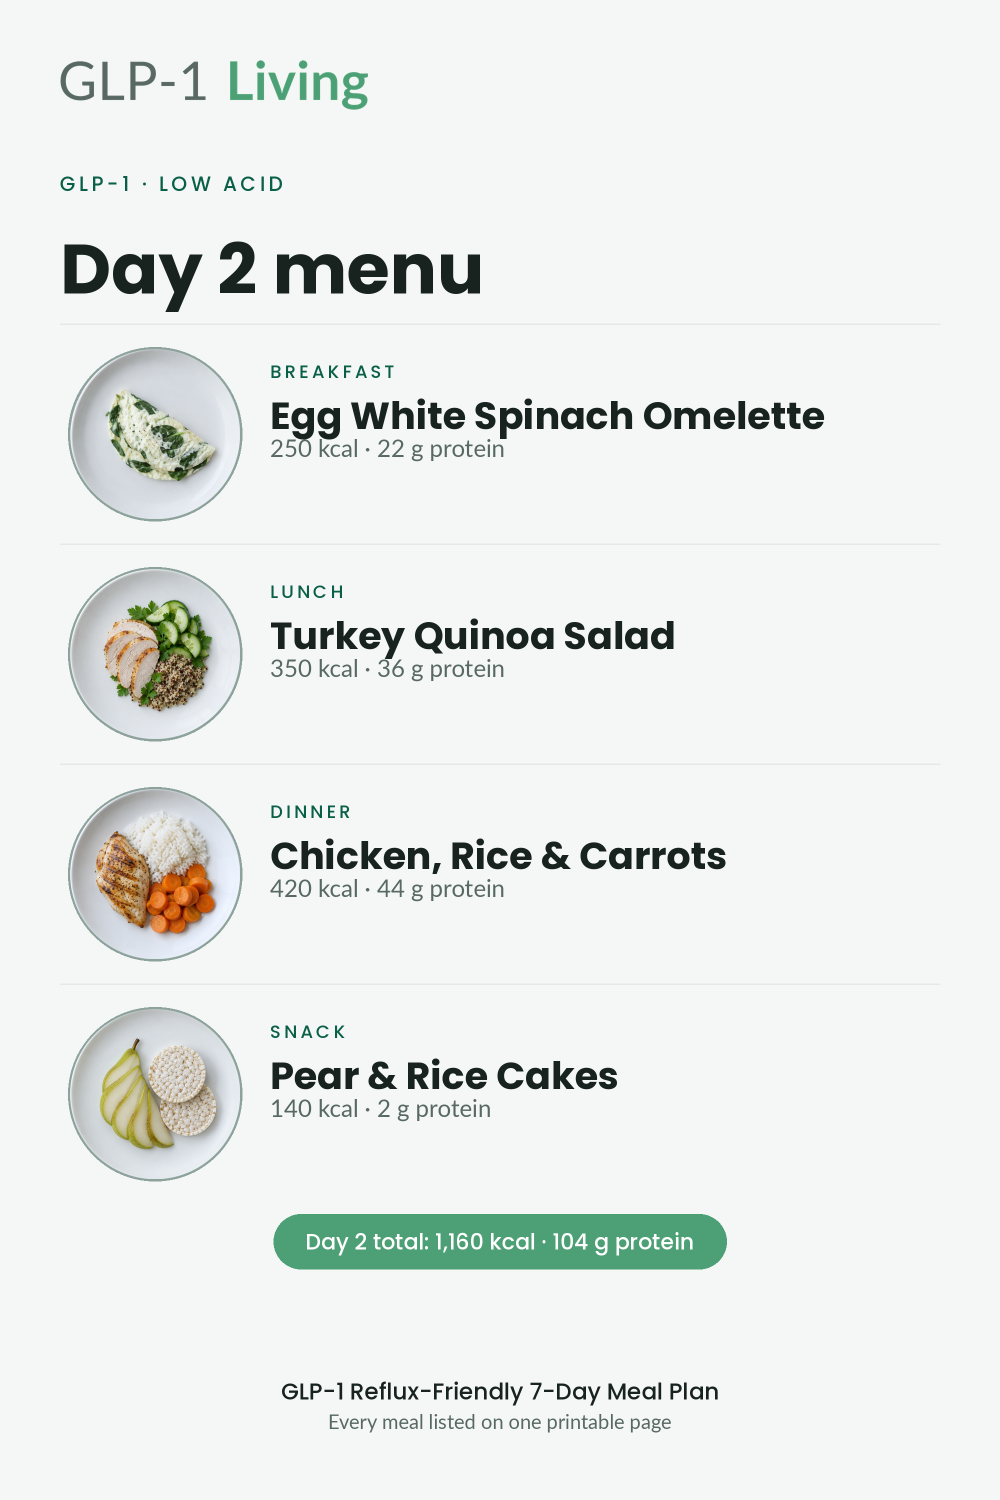 GLP-1 Living
GLP-1 · LOW ACID
Day 2 menu
BREAKFAST
Egg White Spinach Omelette
250 kcal · 22 g protein
LUNCH
Turkey Quinoa Salad
350 kcal · 36 g protein
DINNER
Chicken, Rice & Carrots
420 kcal · 44 g protein
SNACK
Pear & Rice Cakes
140 kcal · 2 g protein
Day 2 total: 1,160 kcal · 104 g protein
GLP-1 Reflux-Friendly 7-Day Meal Plan
Every meal listed on one printable page